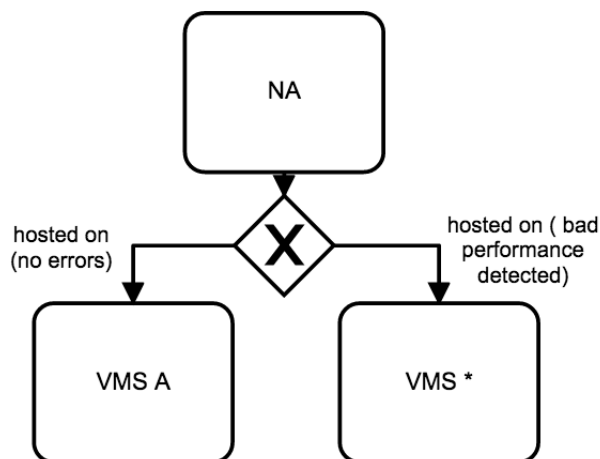 NA
X
hosted on
(no errors)
hosted on ( bad
performance
detected)
VMS A
VMS *